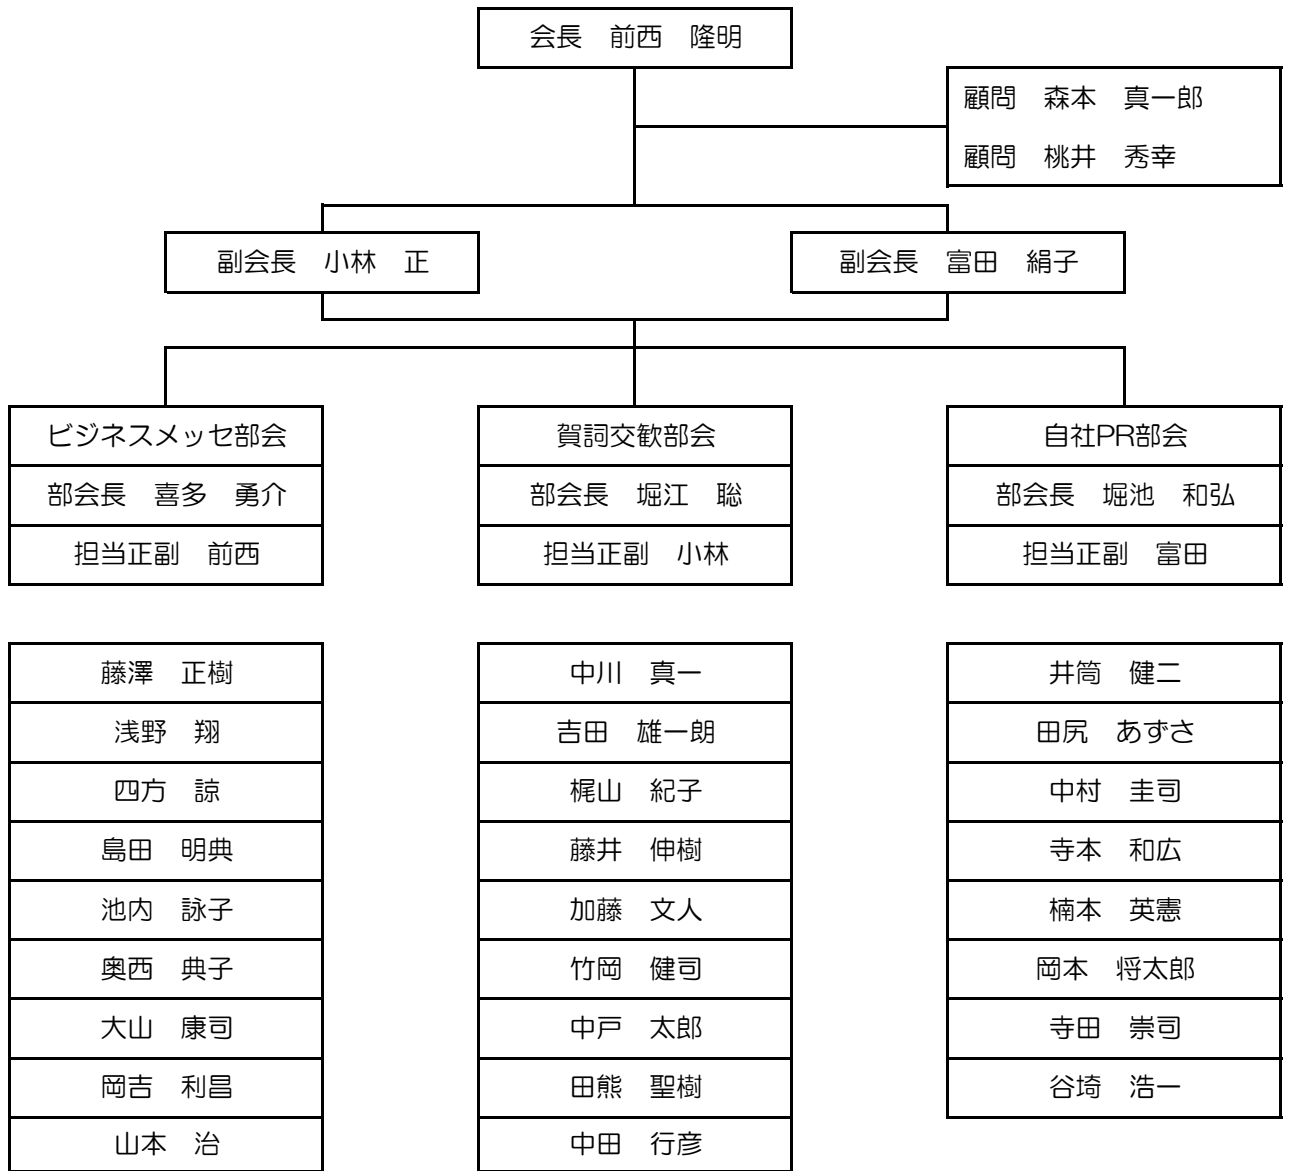 会長　前西　隆明
顧問　森本　真一郎
顧問　桃井　秀幸
副会長　小林　正
副会長　富田　絹子
ビジネスメッセ部会
部会長　喜多　勇介
担当正副　前西
賀詞交歓部会
部会長　堀江　聡
担当正副　小林
自社PR部会
部会長　堀池　和弘
担当正副　富田
藤澤　正樹
浅野　翔
四方　諒
島田　明典
池内　詠子
奥西　典子
大山　康司
岡吉　利昌
山本　治
中川　真一
吉田　雄一朗
梶山　紀子
藤井　伸樹
加藤　文人
竹岡　健司
中戸　太郎
田熊　聖樹
中田　行彦
井筒　健二
田尻　あずさ
中村　圭司
寺本　和広
楠本　英憲
岡本　将太郎
寺田　崇司
谷埼　浩一